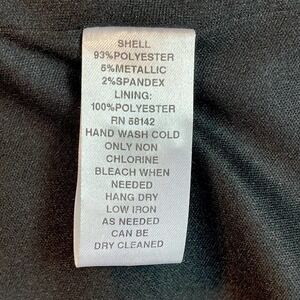 SHELL
93%POLYESTER
5%METALLIC
2%SPANDEX
LINING:
100%POLYESTER
RN 58142
HAND WASH COLD
ONLY NON
CHLORINE
BLEACH WHEN
NEEDED
HANG DRY
LOW IRON
AS NEEDED
CAN BE
DRY CLEANED